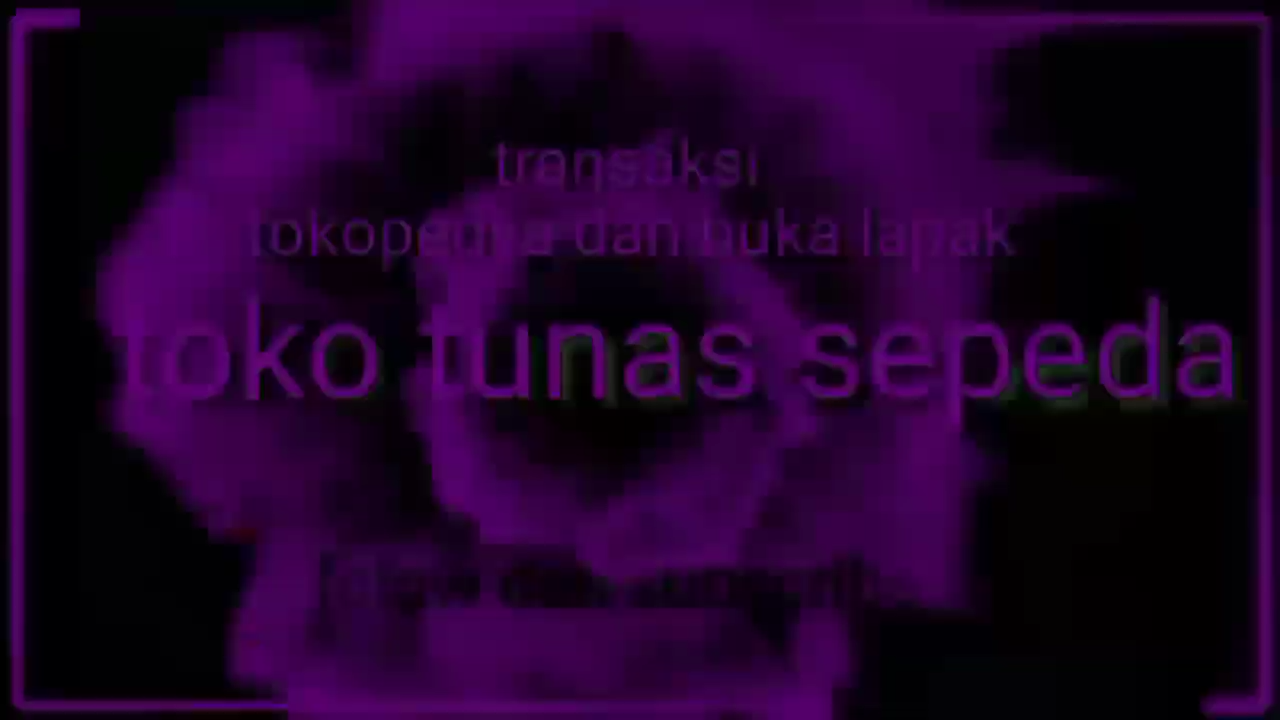 transaksi
tokopedia dan buka lapak
toko tunas sepeda